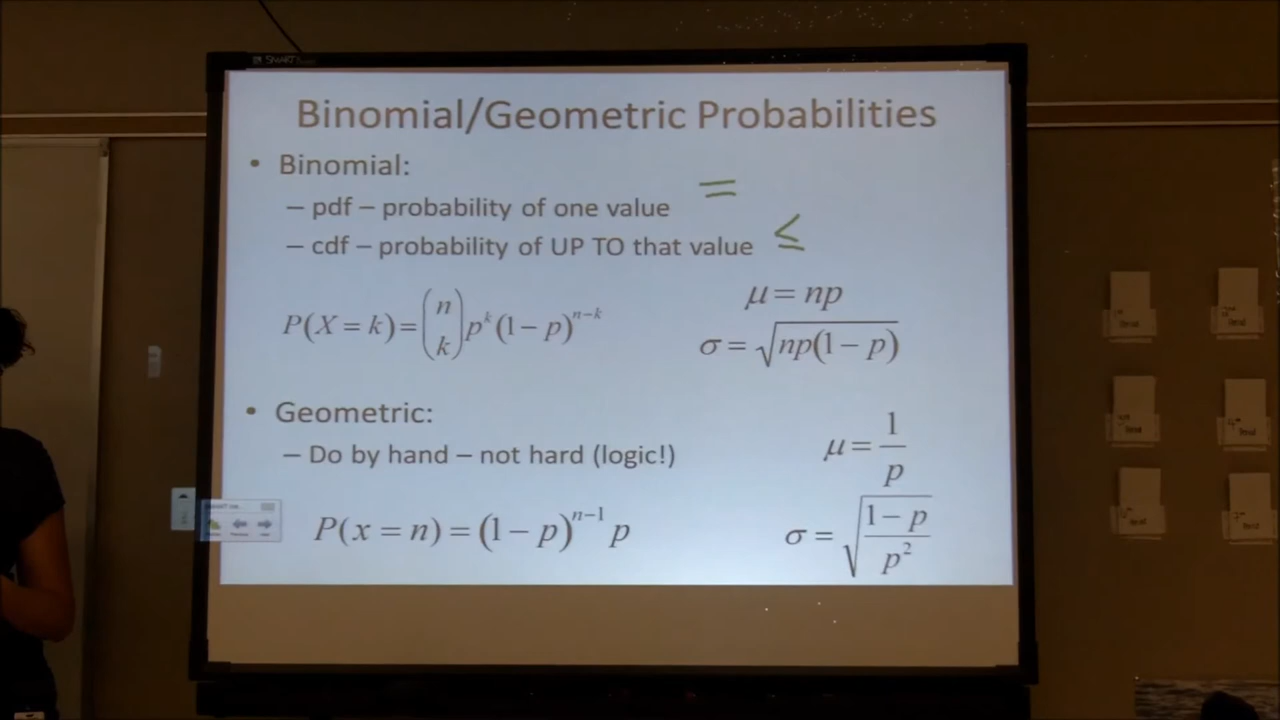 SMART
Binomial/Geometric Probabilities
• Binomial:
– pdf – probability of one value =
– cdf – probability of UP TO that value ≤
P(X = k) = (n k) p^k (1 − p)^{n−k}
μ = np
σ = √(np(1 − p))
• Geometric:
– Do by hand – not hard (logic!)
μ = 1/p
P(x = n) = (1 − p)^{n−1} p
σ = √((1 − p)/p²)